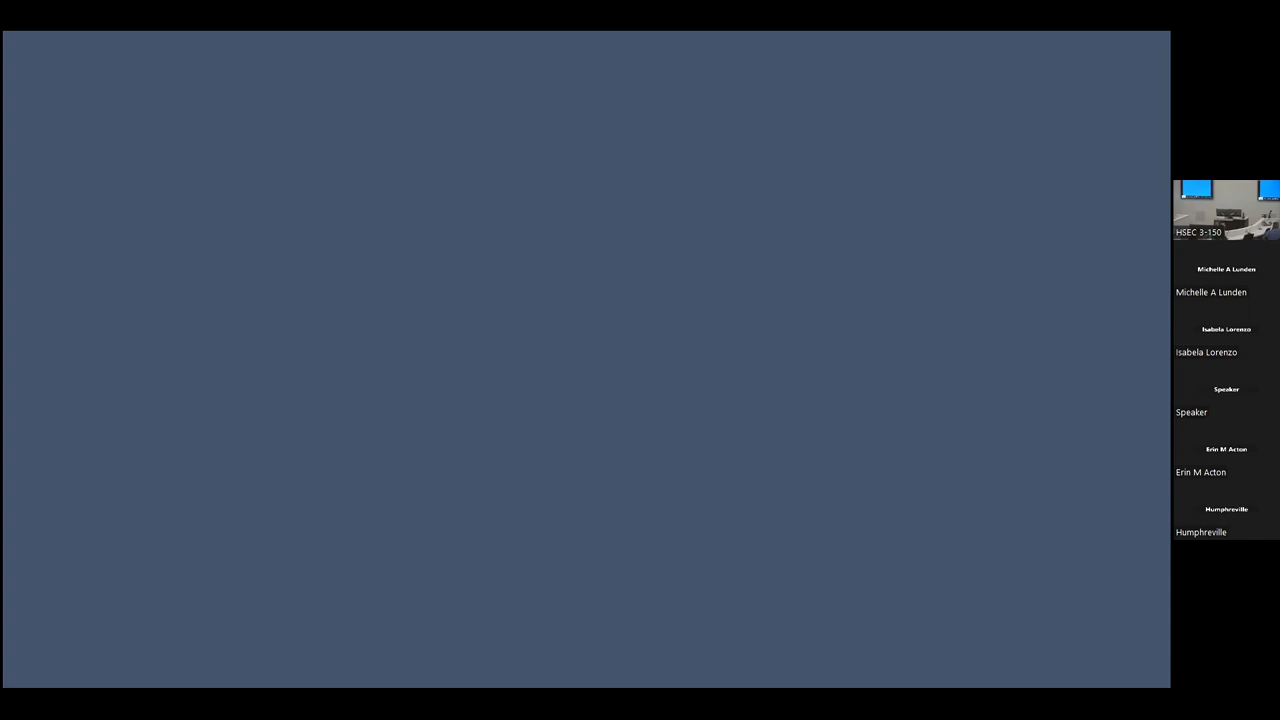 HSEC 3-150
Michelle A Lunden
Michelle A Lunden
Isabela Lorenzo
Isabela Lorenzo
Speaker
Speaker
Erin M Acton
Erin M Acton
Humphreville
Humphreville